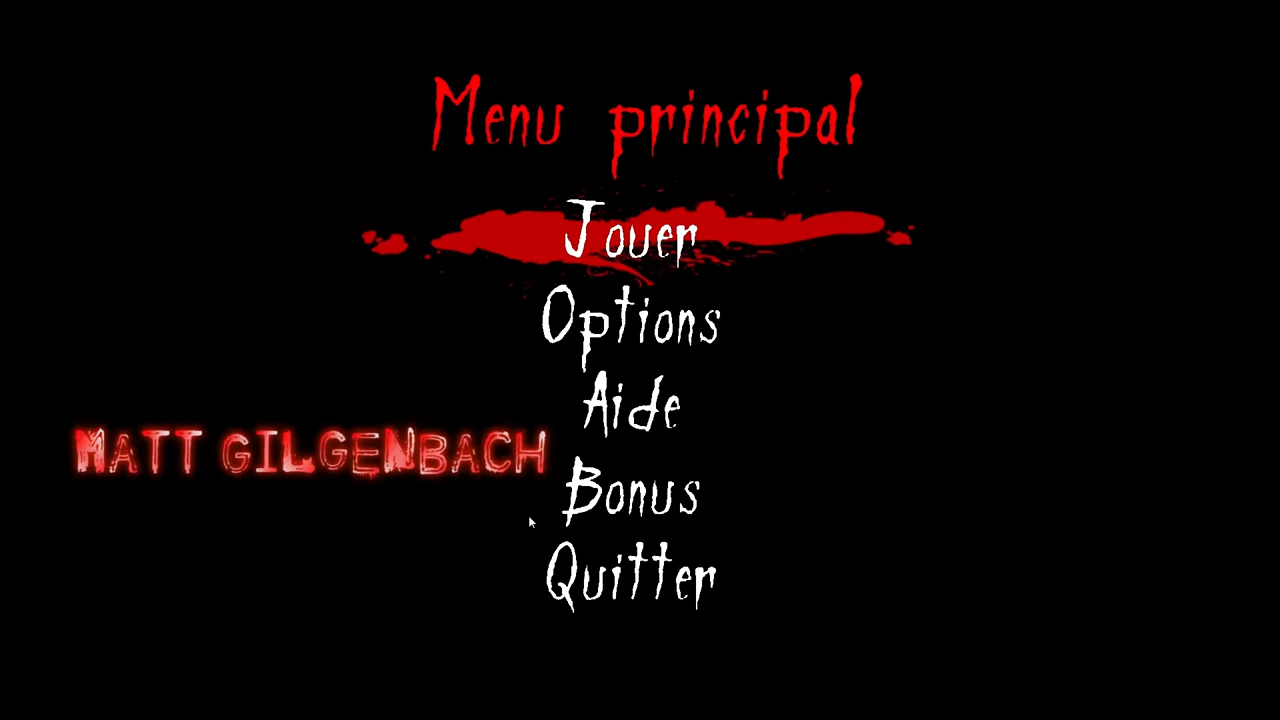 Menu principal
Jouer
Options
Aide
MATT GILGENBACH
Bonus
Quitter